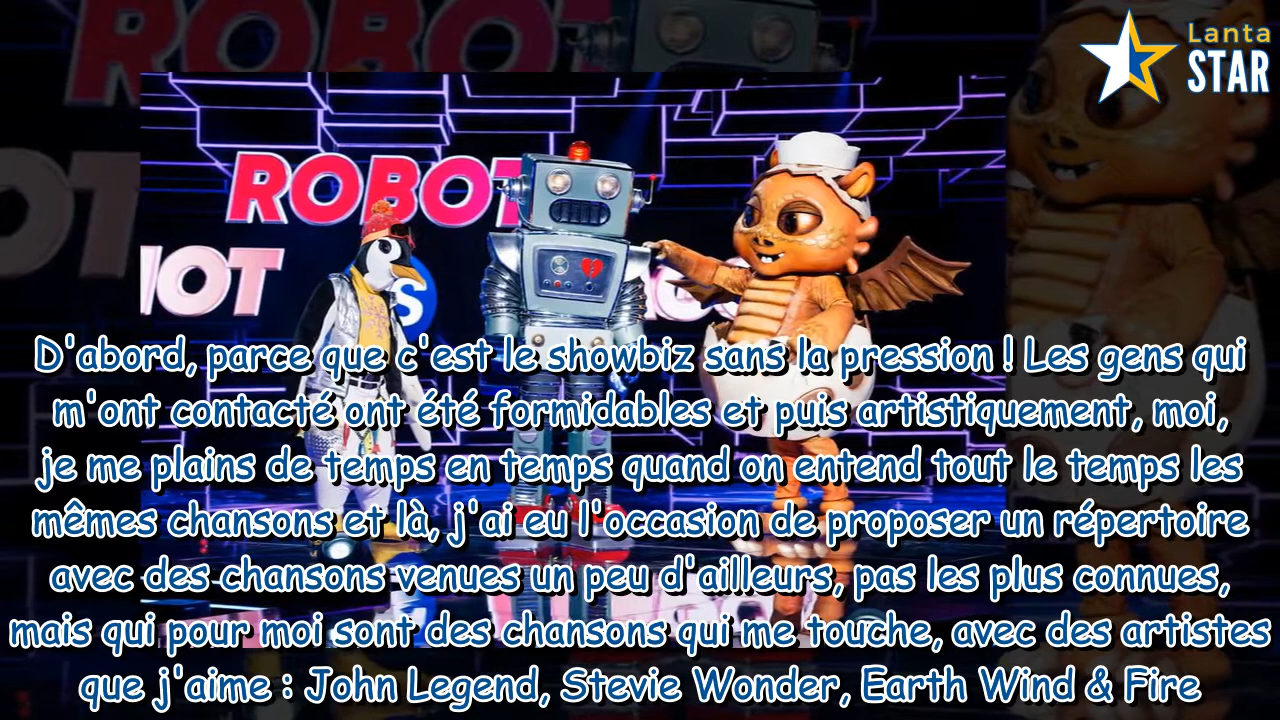 Lanta
STAR
ROBOT
OT
S
D'abord, parce que c'est le showbiz sans la pression ! Les gens qui
m'ont contacté ont été formidables et puis artistiquement, moi,
je me plains de temps en temps quand on entend tout le temps les
mêmes chansons et là, j'ai eu l'occasion de proposer un répertoire
avec des chansons venues un peu d'ailleurs, pas les plus connues,
mais qui pour moi sont des chansons qui me touche, avec des artistes
que j'aime : John Legend, Stevie Wonder, Earth Wind & Fire